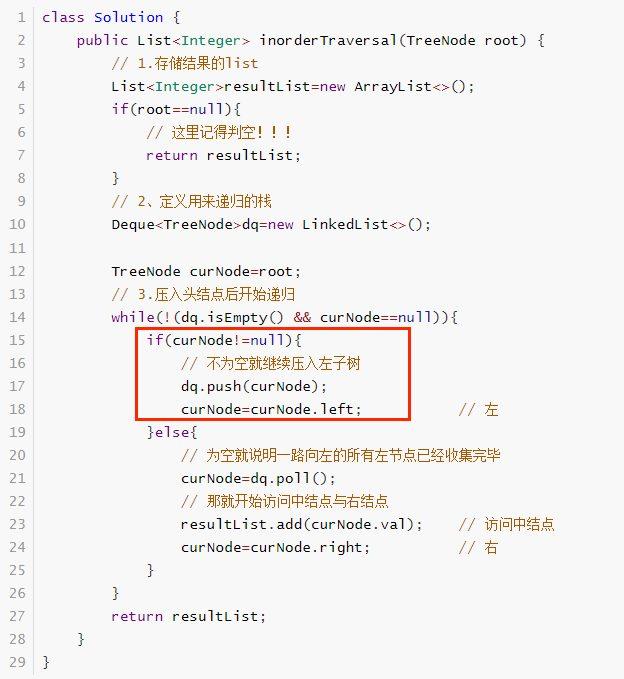 1 class Solution {
2     public List<Integer> inorderTraversal(TreeNode root) {
3         // 1.存储结果的list
4         List<Integer>resultList=new ArrayList<>();
5         if(root==null){
6             // 这里记得判空!!!
7             return resultList;
8         }
9         // 2、定义用来递归的栈
10         Deque<TreeNode>dq=new LinkedList<>();
11
12         TreeNode curNode=root;
13         // 3.压入头结点后开始递归
14         while(!(dq.isEmpty() && curNode==null)){
15             if(curNode!=null){
16                 // 不为空就继续压入左子树
17                 dq.push(curNode);
18                 curNode=curNode.left;           // 左
19             }else{
20                 // 为空就说明一路向左的所有左节点已经收集完毕
21                 curNode=dq.poll();
22                 // 那就开始访问中结点与右结点
23                 resultList.add(curNode.val);    // 访问中结点
24                 curNode=curNode.right;          // 右
25             }
26         }
27         return resultList;
28     }
29 }